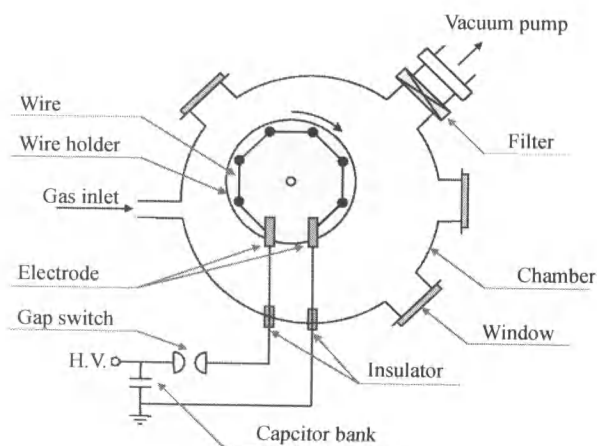 Vacuum pump
Wire
Wire holder
Filter
Gas inlet
Electrode
Chamber
Gap switch
Window
H.V.
Insulator
Capcitor bank